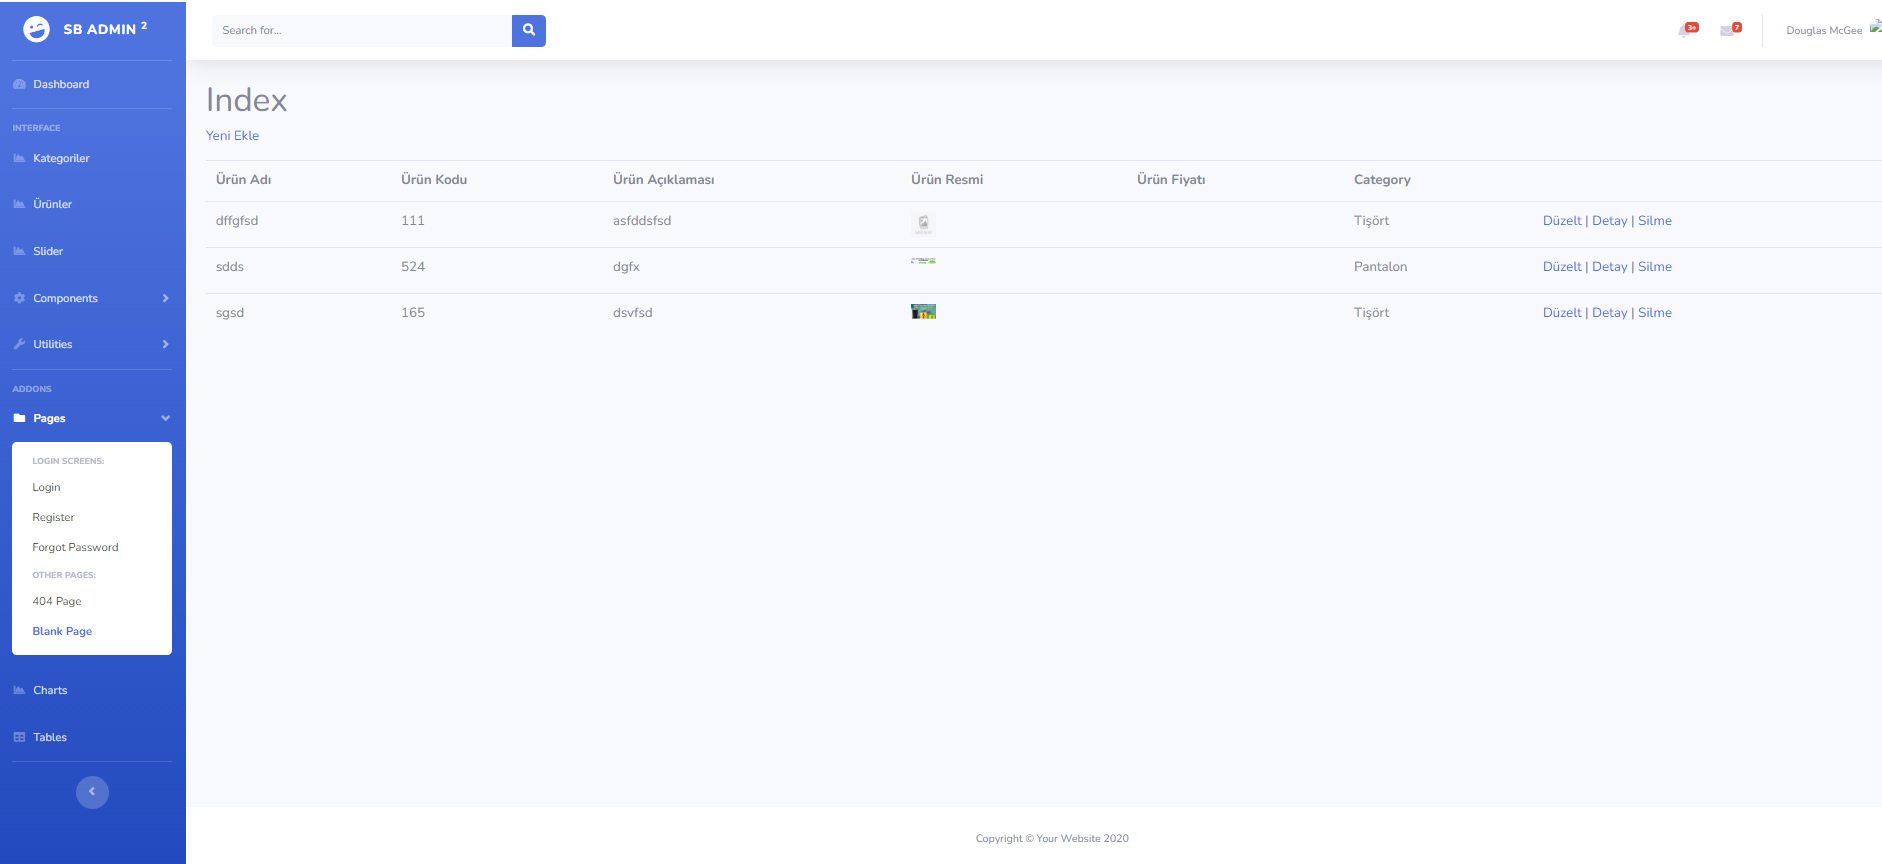 SB ADMIN 2
Search for...
3+
7
Douglas McGee
Dashboard
INTERFACE
Kategoriler
Ürünler
Slider
Components
Utilities
ADDONS
Pages
LOGIN SCREENS:
Login
Register
Forgot Password
OTHER PAGES:
404 Page
Blank Page
Charts
Tables
Index
Yeni Ekle
Ürün Adı Ürün Kodu Ürün Açıklaması Ürün Resmi Ürün Fiyatı Category
dffgfsd 111 asfddsfsd Tişört Düzelt | Detay | Silme
sdds 524 dgfx Pantalon Düzelt | Detay | Silme
sgsd 165 dsvfsd Tişört Düzelt | Detay | Silme
Copyright © Your Website 2020